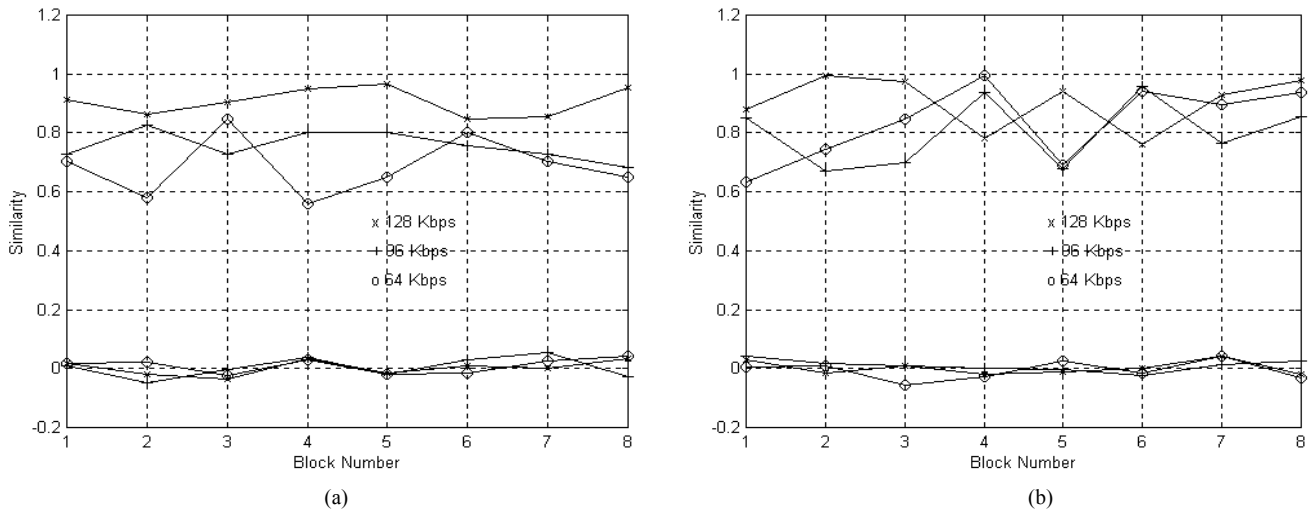 1.2
1
0.8
0.6
0.4
0.2
0
-0.2
Similarity
x 128 Kbps
+ 96 Kbps
o 64 Kbps
1 2 3 4 5 6 7 8
Block Number
(a)
1.2
1
0.8
0.6
0.4
0.2
0
-0.2
Similarity
x 128 Kbps
+ 96 Kbps
o 64 Kbps
1 2 3 4 5 6 7 8
Block Number
(b)